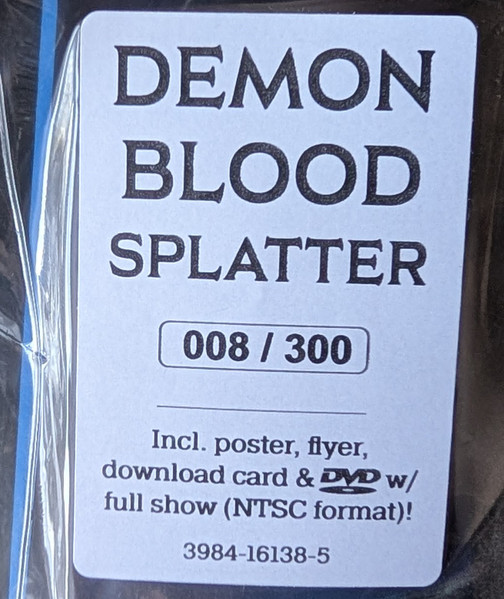 DEMON
BLOOD
SPLATTER
008 / 300
Incl. poster, flyer,
download card & DVD w/
full show (NTSC format)!
3984-16138-5